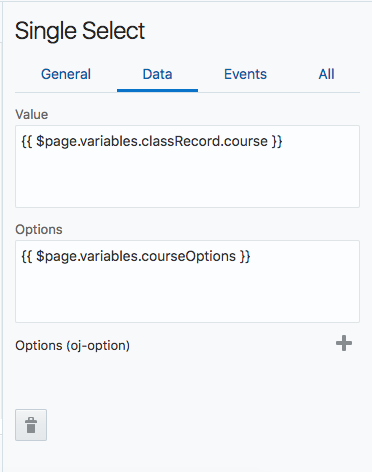 Single Select
General Data Events All
Value
{{ $page.variables.classRecord.course }}
Options
{{ $page.variables.courseOptions }}
Options (oj-option)